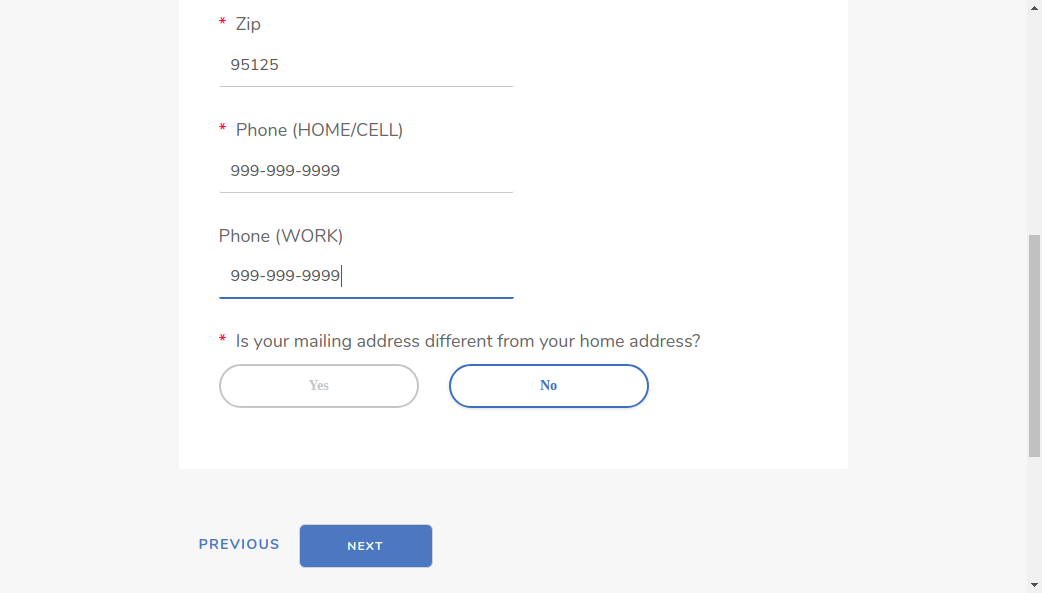 * Zip
95125
* Phone (HOME/CELL)
999-999-9999
Phone (WORK)
999-999-9999
* Is your mailing address different from your home address?
Yes No
PREVIOUS NEXT